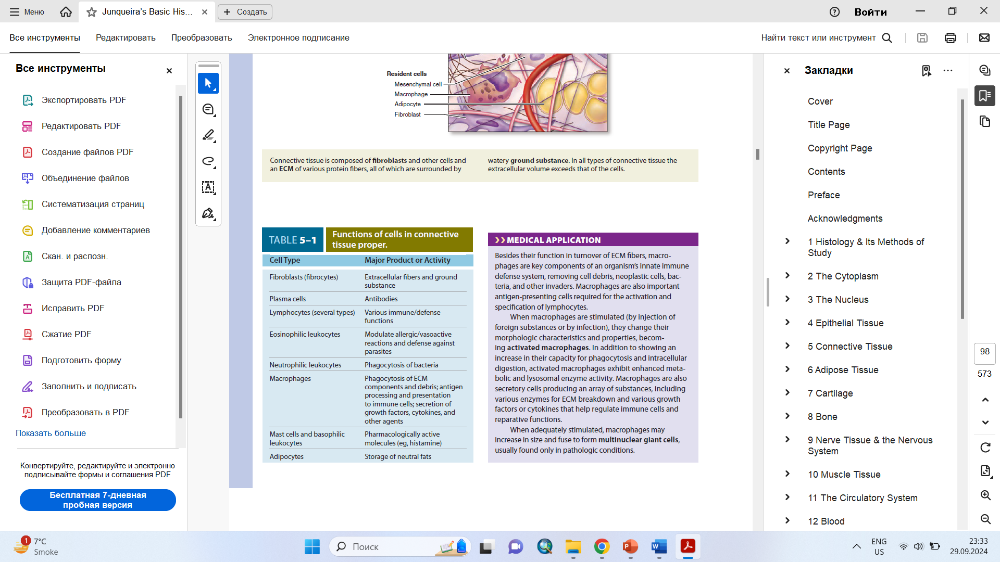 Меню
Junqueira's Basic His...
Создать
Войти
Все инструменты
Редактировать
Преобразовать
Электронное подписание
Найти текст или инструмент
Все инструменты
Экспортировать PDF
Редактировать PDF
Создание файлов PDF
Объединение файлов
Систематизация страниц
Добавление комментариев
Скан. и распозн.
Защита PDF-файла
Исправить PDF
Сжатие PDF
Подготовить форму
Заполнить и подписать
Преобразовать в PDF
Показать больше
Конвертируйте, редактируйте и электронно
подписывайте формы и соглашения PDF
Бесплатная 7-дневная
пробная версия
Resident cells
Mesenchymal cell
Macrophage
Adipocyte
Fibroblast
Connective tissue is composed of fibroblasts and other cells and
an ECM of various protein fibers, all of which are surrounded by
watery ground substance. In all types of connective tissue the
extracellular volume exceeds that of the cells.
TABLE 5–1
Functions of cells in connective
tissue proper.
Cell Type Major Product or Activity
Fibroblasts (fibrocytes) Extracellular fibers and ground
substance
Plasma cells Antibodies
Lymphocytes (several types) Various immune/defense
functions
Eosinophilic leukocytes Modulate allergic/vasoactive
reactions and defense against
parasites
Neutrophilic leukocytes Phagocytosis of bacteria
Macrophages Phagocytosis of ECM
components and debris; antigen
processing and presentation
to immune cells; secretion of
growth factors, cytokines, and
other agents
Mast cells and basophilic Pharmacologically active
leukocytes molecules (eg, histamine)
Adipocytes Storage of neutral fats
›› MEDICAL APPLICATION
Besides their function in turnover of ECM fibers, macro-
phages are key components of an organism's innate immune
defense system, removing cell debris, neoplastic cells, bac-
teria, and other invaders. Macrophages are also important
antigen-presenting cells required for the activation and
specification of lymphocytes.
When macrophages are stimulated (by injection of
foreign substances or by infection), they change their
morphologic characteristics and properties, becom-
ing activated macrophages. In addition to showing an
increase in their capacity for phagocytosis and intracellular
digestion, activated macrophages exhibit enhanced meta-
bolic and lysosomal enzyme activity. Macrophages are also
secretory cells producing an array of substances, including
various enzymes for ECM breakdown and various growth
factors or cytokines that help regulate immune cells and
reparative functions.
When adequately stimulated, macrophages may
increase in size and fuse to form multinuclear giant cells,
usually found only in pathologic conditions.
Закладки
Cover
Title Page
Copyright Page
Contents
Preface
Acknowledgments
1 Histology & Its Methods of
Study
2 The Cytoplasm
3 The Nucleus
4 Epithelial Tissue
5 Connective Tissue
6 Adipose Tissue
7 Cartilage
8 Bone
9 Nerve Tissue & the Nervous
System
10 Muscle Tissue
11 The Circulatory System
12 Blood
98
573
1
7°C
Smoke
Поиск
ENG
US
23:33
29.09.2024